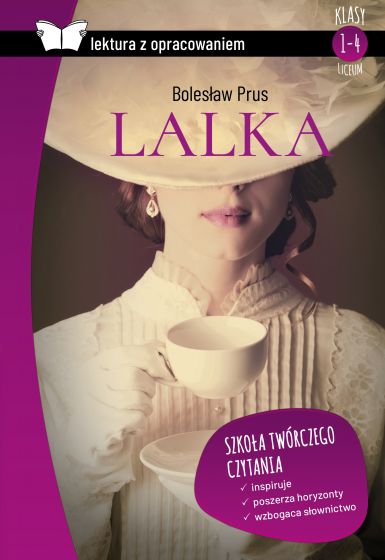 lektura z opracowaniem
KLASY
1-4
LICEUM
Bolesław Prus
LALKA
SZKOŁA TWÓRCZEGO
CZYTANIA
✓ inspiruje
✓ poszerza horyzonty
✓ wzbogaca słownictwo